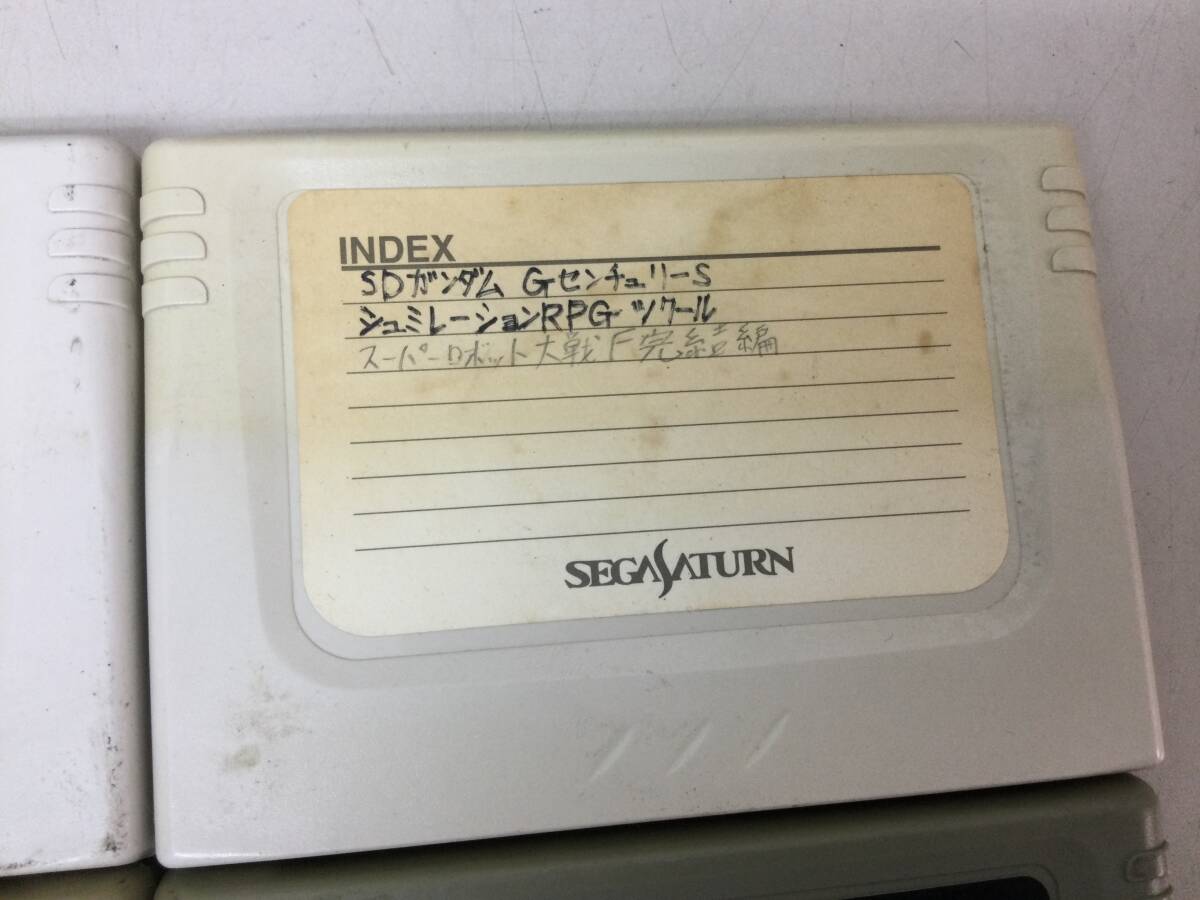 INDEX
SDガンダム GセンチュリーS
シュミレーションRPGツクール
スーパーロボット大戦F完結編
SEGASATURN